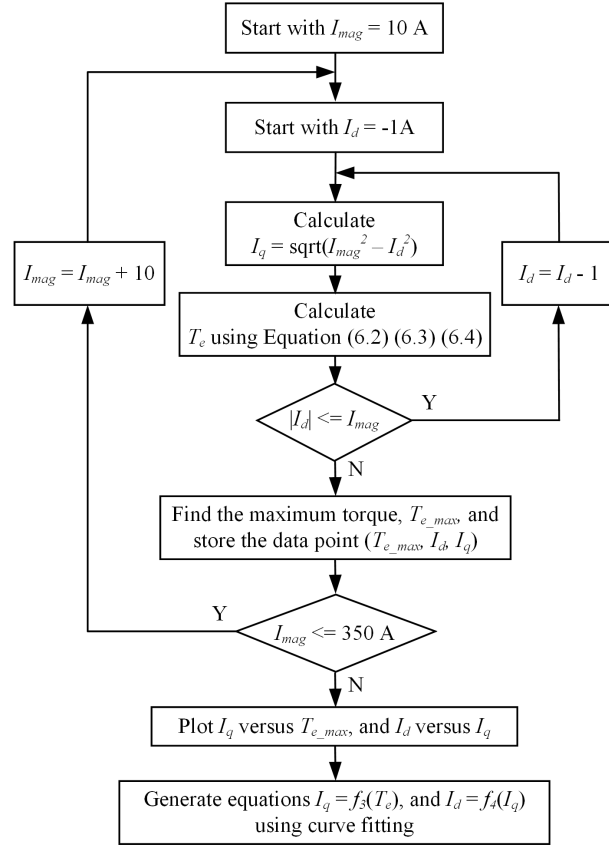 Start with I_mag = 10 A
Start with I_d = -1A
Calculate
I_q = sqrt(I_mag^2 – I_d^2)
I_mag = I_mag + 10
I_d = I_d - 1
Calculate
T_e using Equation (6.2) (6.3) (6.4)
|I_d| <= I_mag
Y
N
Find the maximum torque, T_e_max, and
store the data point (T_e_max, I_d, I_q)
Y
I_mag <= 350 A
N
Plot I_q versus T_e_max, and I_d versus I_q
Generate equations I_q = f_3(T_e), and I_d = f_4(I_q)
using curve fitting